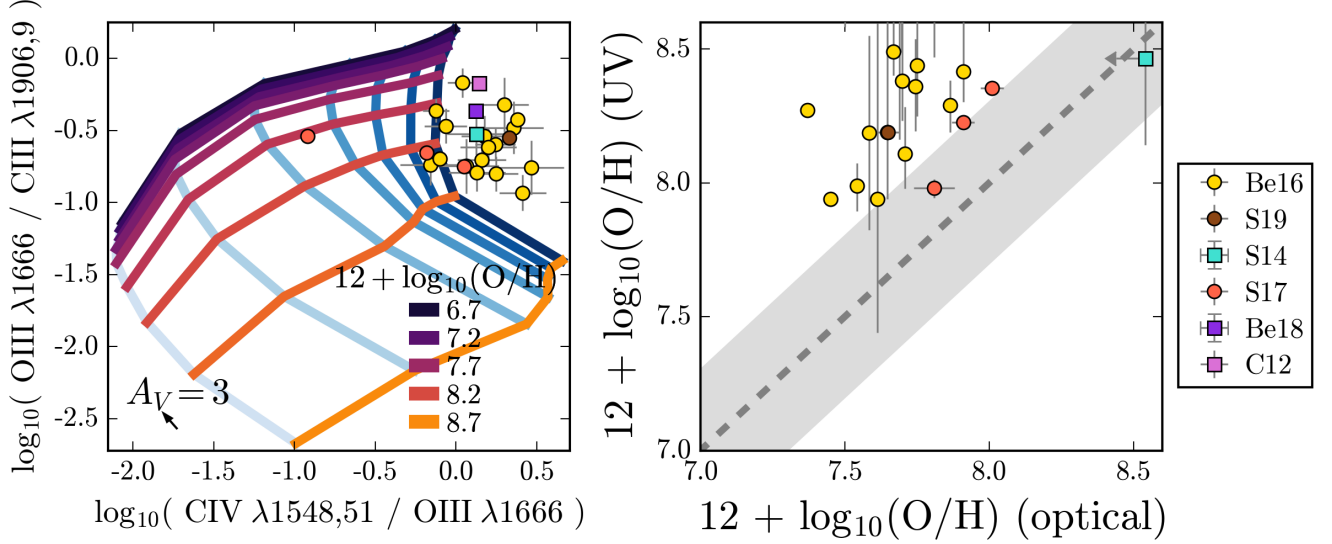 log₁₀( OIII λ1666 / CIII λ1906,9 )
0.0
-0.5
-1.0
-1.5
-2.0
-2.5
12 + log₁₀(O/H)
6.7
7.2
7.7
8.2
8.7
A_V = 3
-2.0 -1.5 -1.0 -0.5 0.0 0.5
log₁₀( CIV λ1548,51 / OIII λ1666 )
12 + log₁₀(O/H) (UV)
8.5
8.0
7.5
7.0
7.0 7.5 8.0 8.5
12 + log₁₀(O/H) (optical)
Be16
S19
S14
S17
Be18
C12